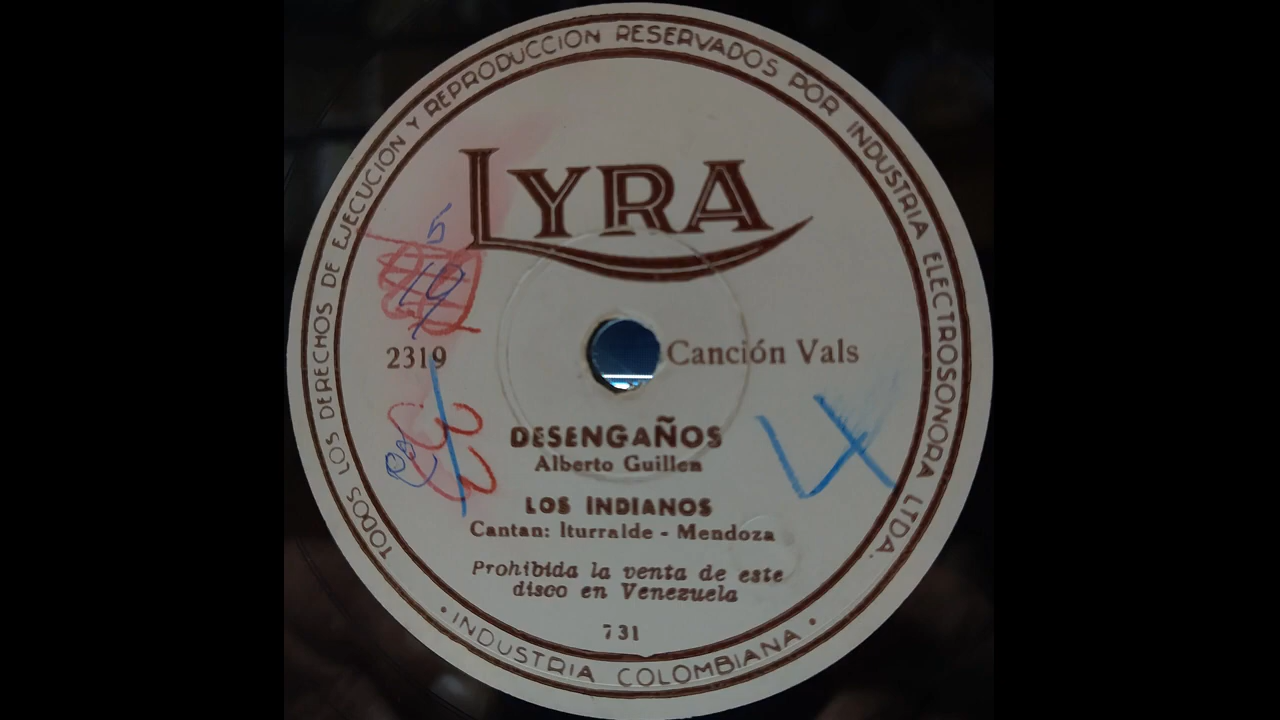 TODOS LOS DERECHOS DE EJECUCION Y REPRODUCCION RESERVADOS POR INDUSTRIA ELECTROSONORA LTDA.
LYRA
2319
Canción Vals
DESENGAÑOS
Alberto Guillen
LOS INDIANOS
Cantan: Iturralde - Mendoza
Prohibida la venta de este
disco en Venezuela
731
· INDUSTRIA COLOMBIANA ·